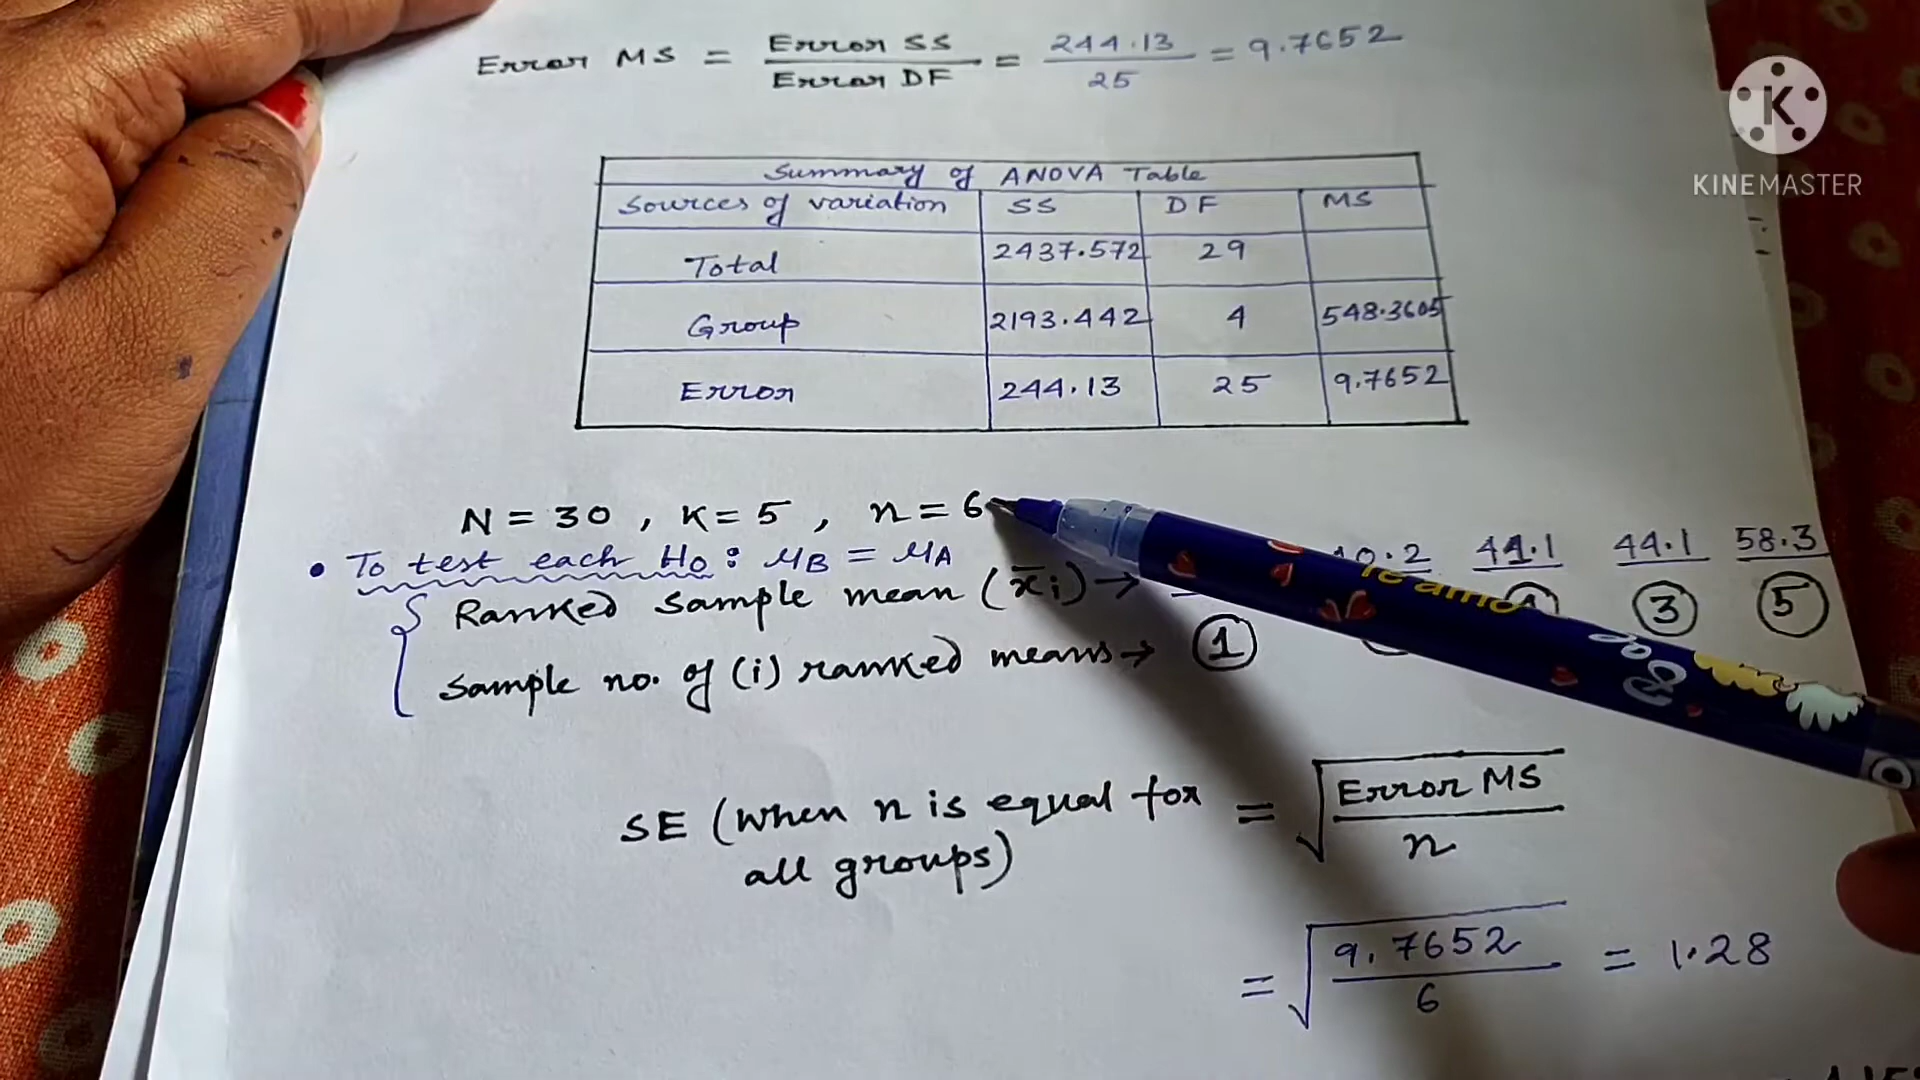 Error MS = Error SS / Error DF = 244.13 / 25 = 9.7652
KINEMASTER
Summary of ANOVA Table
Sources of variation SS DF MS
Total 2437.572 29
Group 2193.442 4 548.3605
Error 244.13 25 9.7652
N = 30 , K = 5 , n = 6
• To test each H0 : μB = μA
Ranked sample mean (x̄i) → 44.1 44.1 58.3
Sample no. of (i) ranked means → 1 3 5
SE (when n is equal for all groups) = √ Error MS / n
= √ 9.7652 / 6 = 1.28